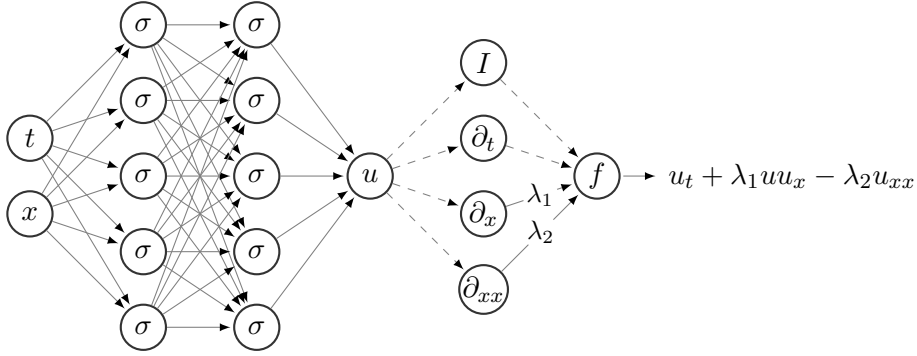 σ σ
I
σ σ
t ∂t
σ σ u f uₜ + λ₁uuₓ − λ₂uₓₓ
λ₁
x ∂ₓ
λ₂
σ σ
∂ₓₓ
σ σ